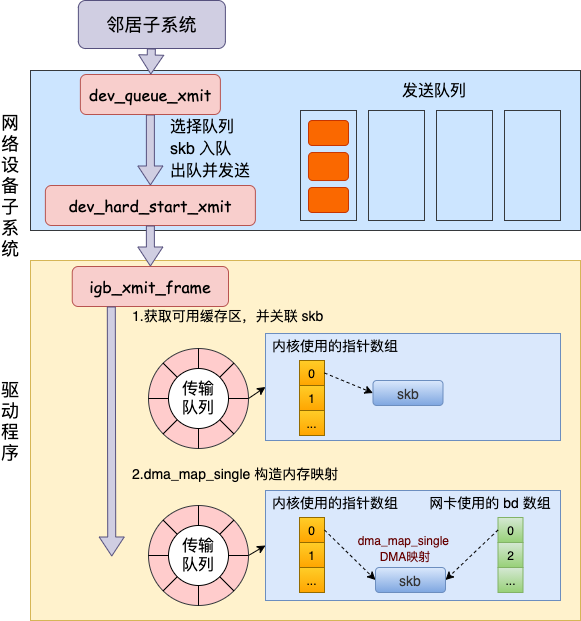 邻居子系统
网络设备子系统
dev_queue_xmit
选择队列
skb 入队
出队并发送
dev_hard_start_xmit
发送队列
驱动程序
igb_xmit_frame
1.获取可用缓存区，并关联 skb
传输
队列
内核使用的指针数组
0
1
...
skb
2.dma_map_single 构造内存映射
传输
队列
内核使用的指针数组
0
1
...
dma_map_single
DMA映射
skb
网卡使用的 bd 数组
0
2
...